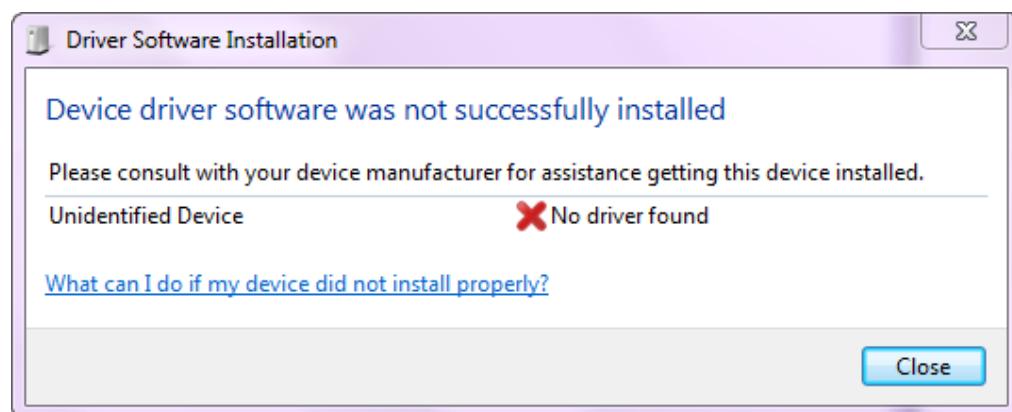 Driver Software Installation
Device driver software was not successfully installed
Please consult with your device manufacturer for assistance getting this device installed.
Unidentified Device No driver found
What can I do if my device did not install properly?
Close